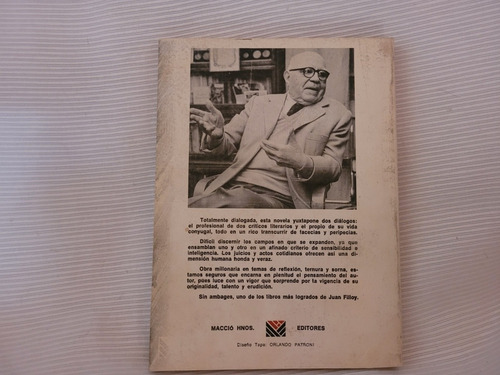 Totalmente dialogada, esta novela yuxtapone dos diálogos:
el profesional de dos críticos literarios y el propio de su vida
conyugal, todo en un rico transcurrir de facecias y peripecias.
Difícil discernir los campos en que se expanden, ya que
ensamblan uno y otro en un afinado criterio de sensibilidad e
inteligencia. Los juicios y actos cotidianos ofrecen así una di-
mensión humana honda y veraz.
Obra millonaria en temas de reflexión, ternura y sorna, es-
tamos seguros que encarna en plenitud el pensamiento del au-
tor, pues luce con un vigor que sorprende por la vigencia de su
originalidad, talento y erudición.
Sin ambages, uno de los libros más logrados de Juan Filloy.
MACCIÓ HNOS. EDITORES
Diseño Tapa: ORLANDO PATRONI